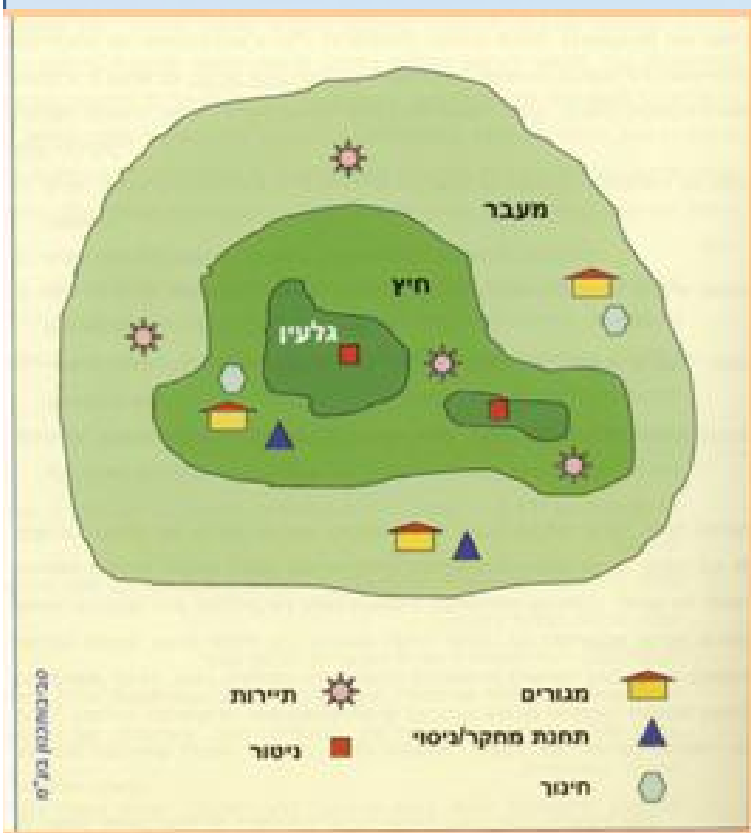 מעבר
חיץ
גלעין
מגורים
תחנת מחקר/ניסוי
חינוך
תיירות
ניטור